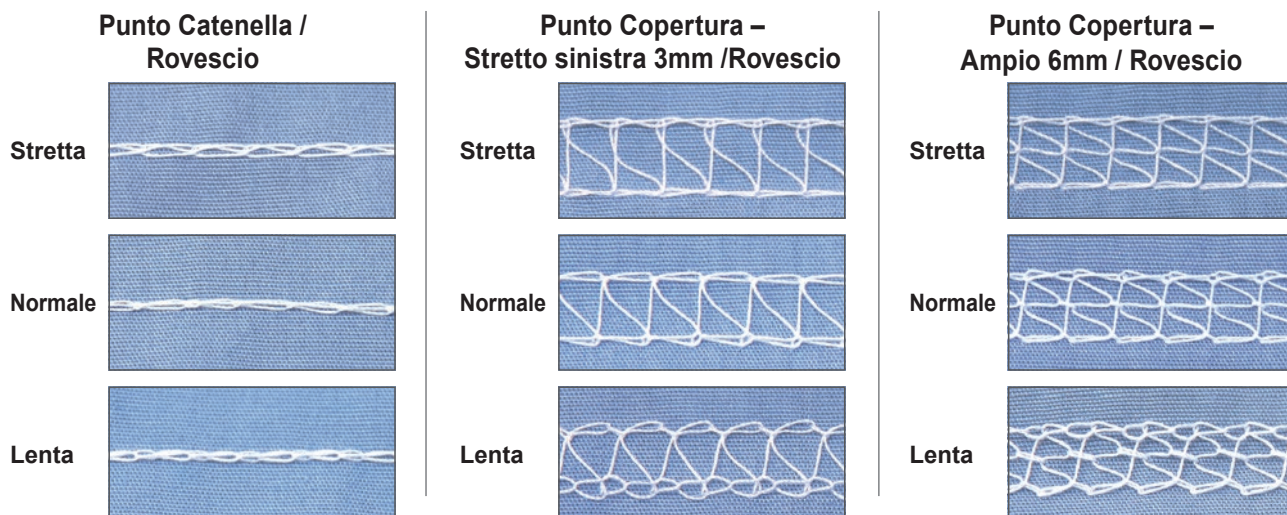 Punto Catenella /
Rovescio
Stretta
Normale
Lenta
Punto Copertura –
Stretto sinistra 3mm /Rovescio
Stretta
Normale
Lenta
Punto Copertura –
Ampio 6mm / Rovescio
Stretta
Normale
Lenta